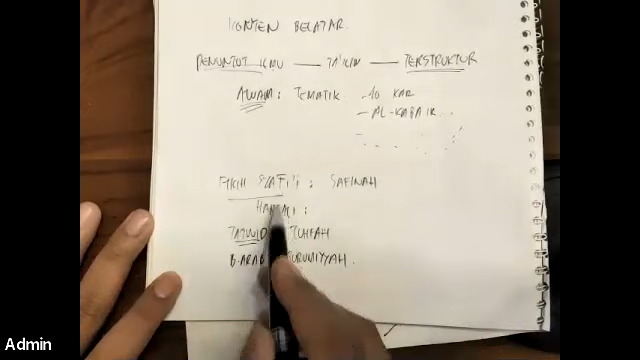 KONTEN BELAJAR.
PENUNTUT ILMU — TA'KIM — TERSTRUKTUR
AWAM : TEMATIK - 40 KAR
- AL-KABAIR ...
FIKIH SYAFI'I : SAFINAH
:
TAJWID TUHFAH
B. ARAB JURUMIYYAH.
Admin